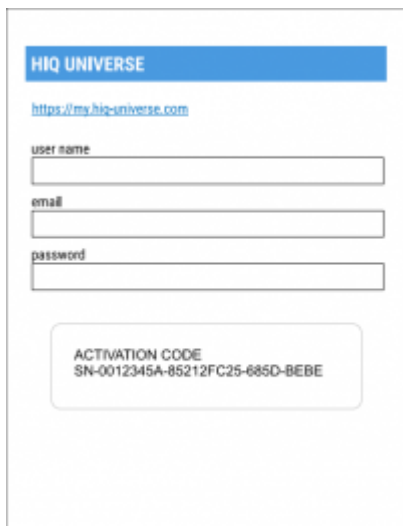 HIQ UNIVERSE
https://my.hiq-universe.com
user name
email
password
ACTIVATION CODE
SN-0012345A-85212FC25-685D-BEBE